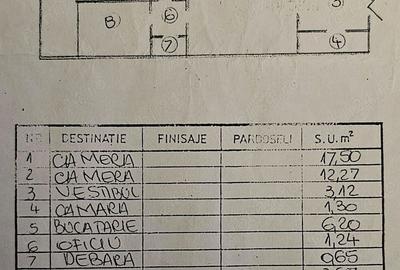 3
8 6
7 4
NR DESTINATIE FINISAJE PARDOSELI S.U. m²
1 CAMERA 17,50
2 CAMERA 12,27
3 VESTIBUL 3,12
4 CAMARA 1,30
5 BUCATARIE 6,20
6 OFICIU 1,24
7 DEBARA 0,65